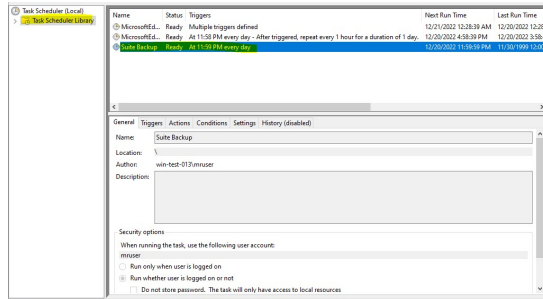 Task Scheduler (Local)
Task Scheduler Library
Name Status Triggers Next Run Time Last Run Time
MicrosoftEd... Ready Multiple triggers defined 12/21/2022 12:28:39 AM 12/20/2022 12:28
MicrosoftEd... Ready At 11:58 PM every day - After triggered, repeat every 1 hour for a duration of 1 day. 12/20/2022 4:58:39 PM 12/20/2022 3:58:
Suite Backup Ready At 11:59 PM every day 12/20/2022 11:59:59 PM 11/30/1999 12:00
General Triggers Actions Conditions Settings History (disabled)
Name: Suite Backup
Location: \
Author: win-test-013\mruser
Description:
Security options
When running the task, use the following user account:
mruser
Run only when user is logged on
Run whether user is logged on or not
Do not store password. The task will only have access to local resources